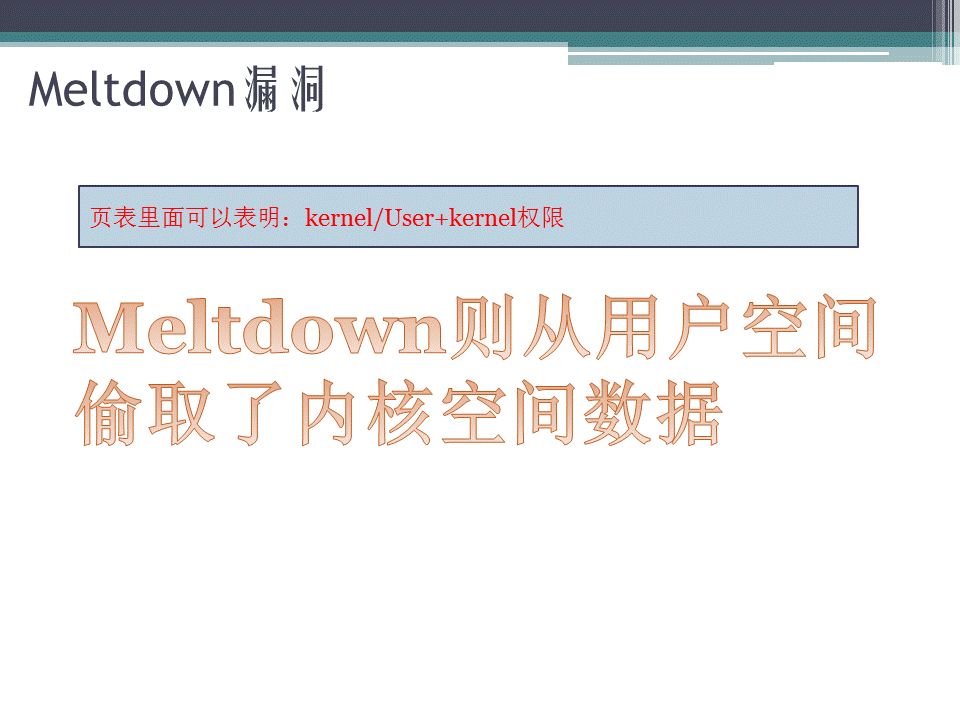 Meltdown漏洞
页表里面可以表明：kernel/User+kernel权限
Meltdown则从用户空间
偷取了内核空间数据